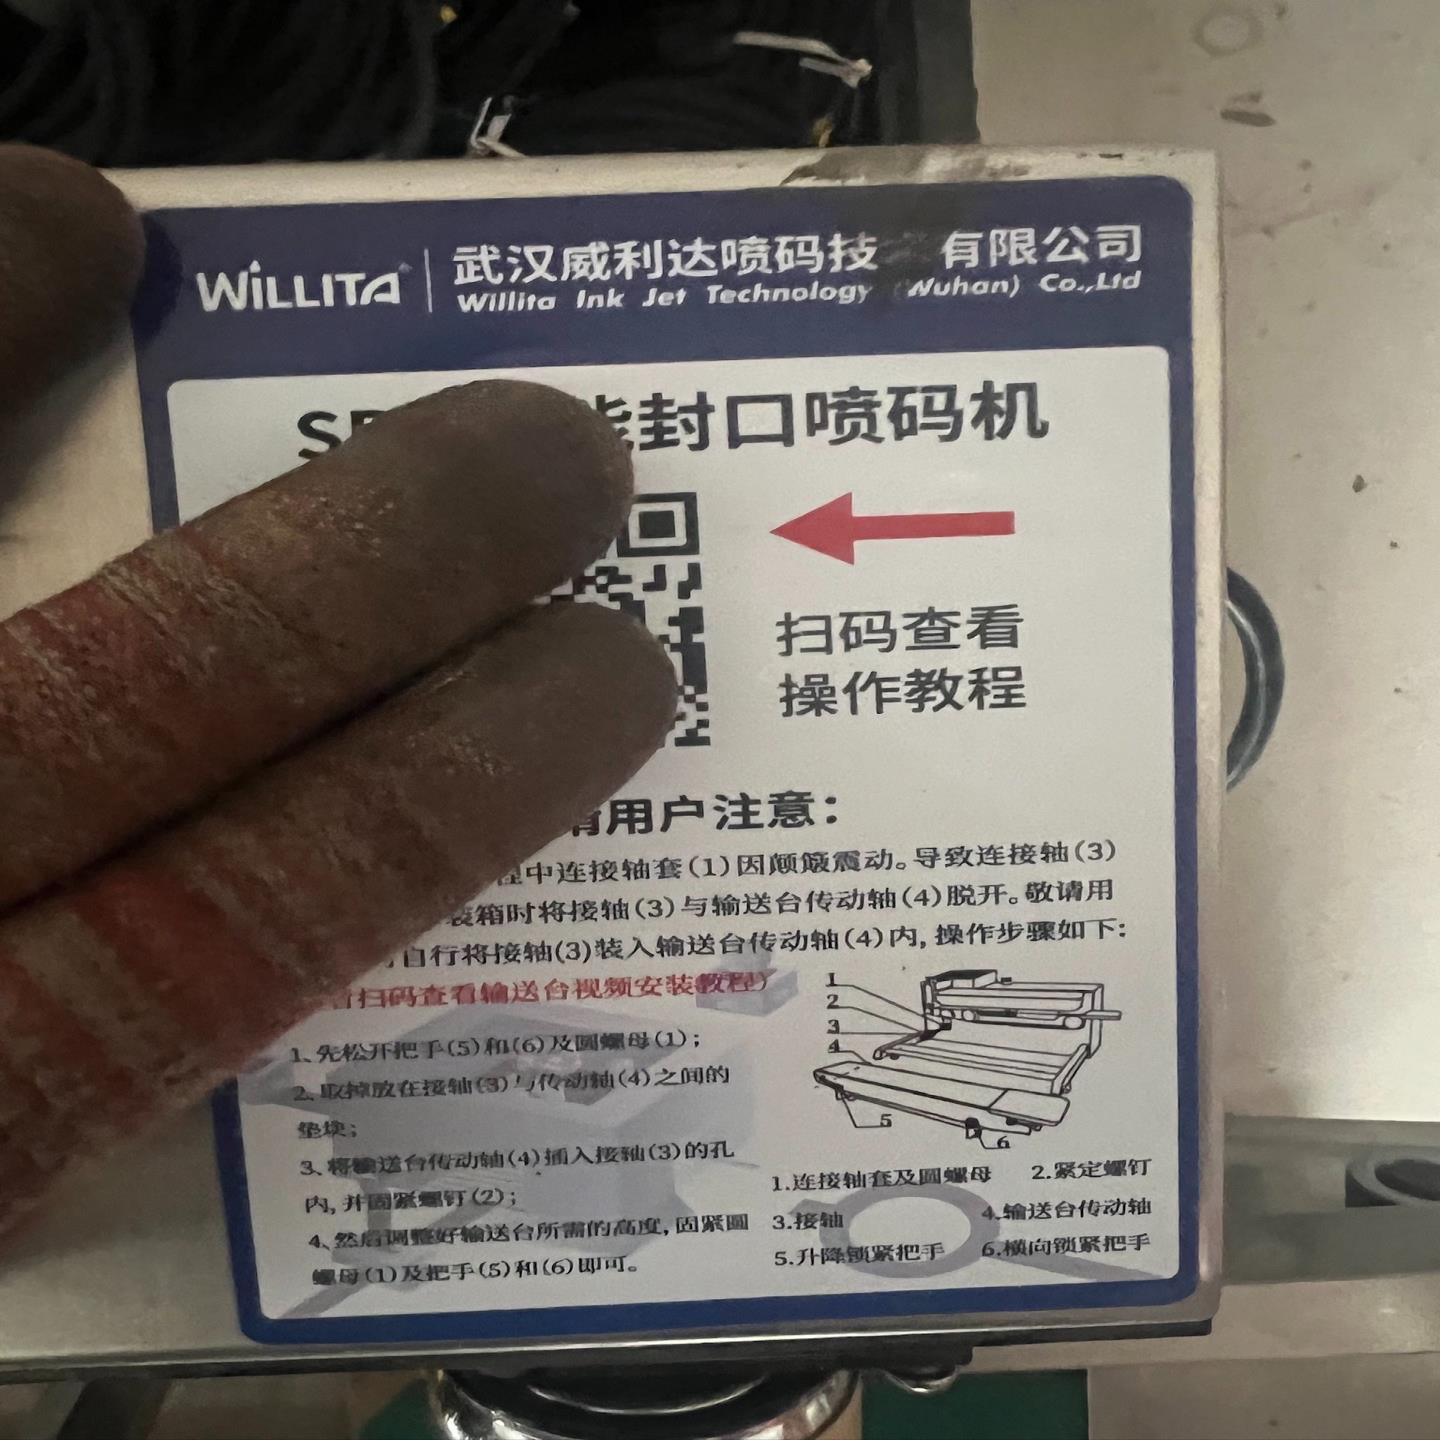 WiLLITA
武汉威利达喷码技 有限公司
Willita Ink Jet Technology (Wuhan) Co.,Ltd
封口喷码机
扫码查看
操作教程
用户注意：
程中连接轴套(1)因颠簸震动。导致连接轴(3)
装箱时将接轴(3)与输送台传动轴(4)脱开。敬请用
自行将接轴(3)装入输送台传动轴(4)内，操作步骤如下：
扫码查看输送台视频安装教程）
1、先松开把手(5)和(6)及圆螺母(1)；
2、取掉放在接轴(3)与传动轴(4)之间的
垫块；
3、将输送台传动轴(4)插入接轴(3)的孔
内，并固紧螺钉(2)；
4、然后调整好输送台所需的高度，固紧圆
螺母(1)及把手(5)和(6)即可。
1
2
3
4
5
6
1.连接轴套及圆螺母 2.紧定螺钉
3.接轴 4.输送台传动轴
5.升降锁紧把手 6.横向锁紧把手